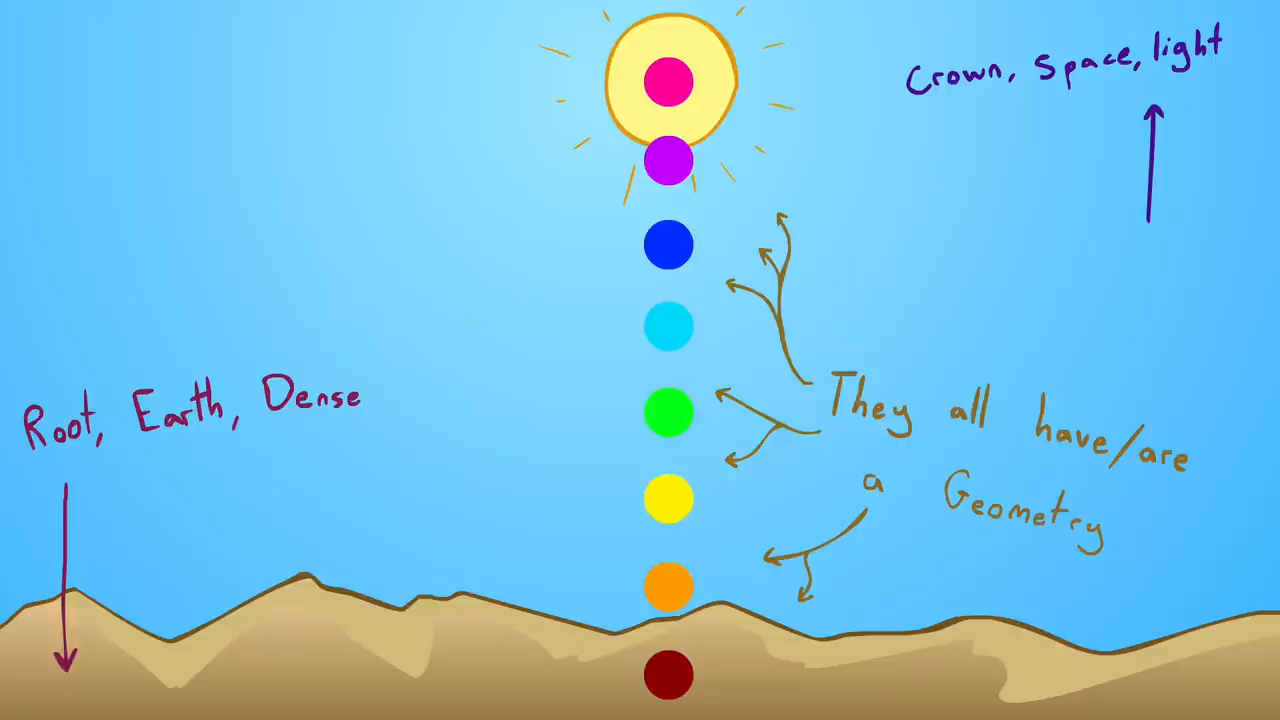 Crown, Space, light
Root, Earth, Dense
They all have/are
a Geometry